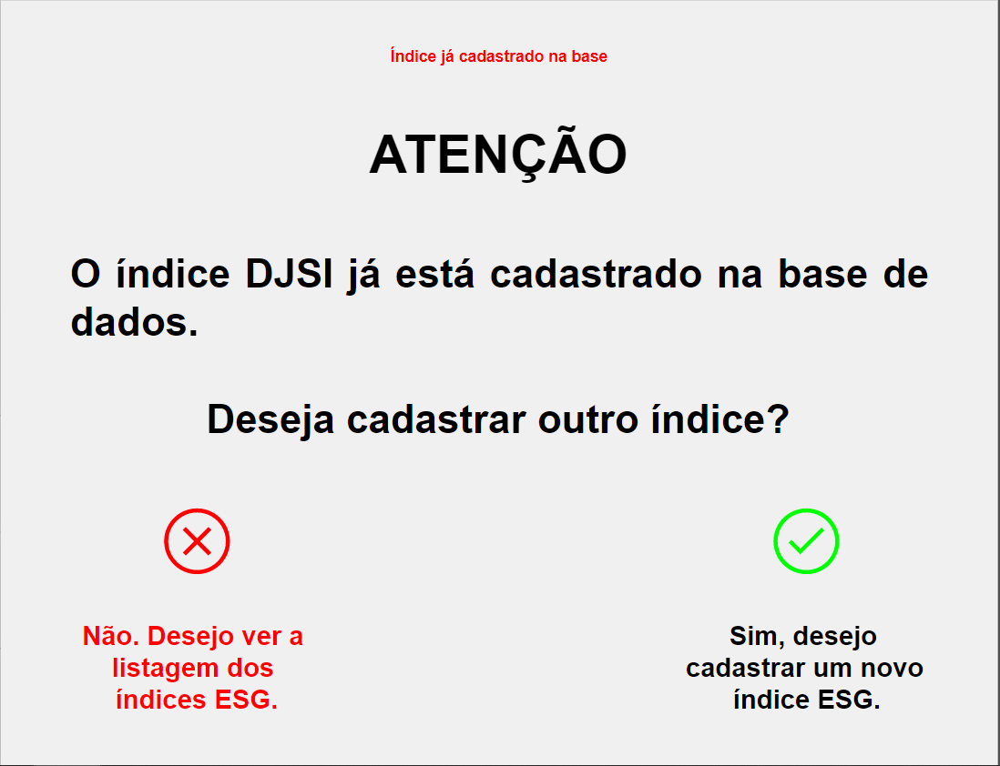 Índice já cadastrado na base
ATENÇÃO
O índice DJSI já está cadastrado na base de
dados.
Deseja cadastrar outro índice?
Não. Desejo ver a
listagem dos
índices ESG.
Sim, desejo
cadastrar um novo
índice ESG.